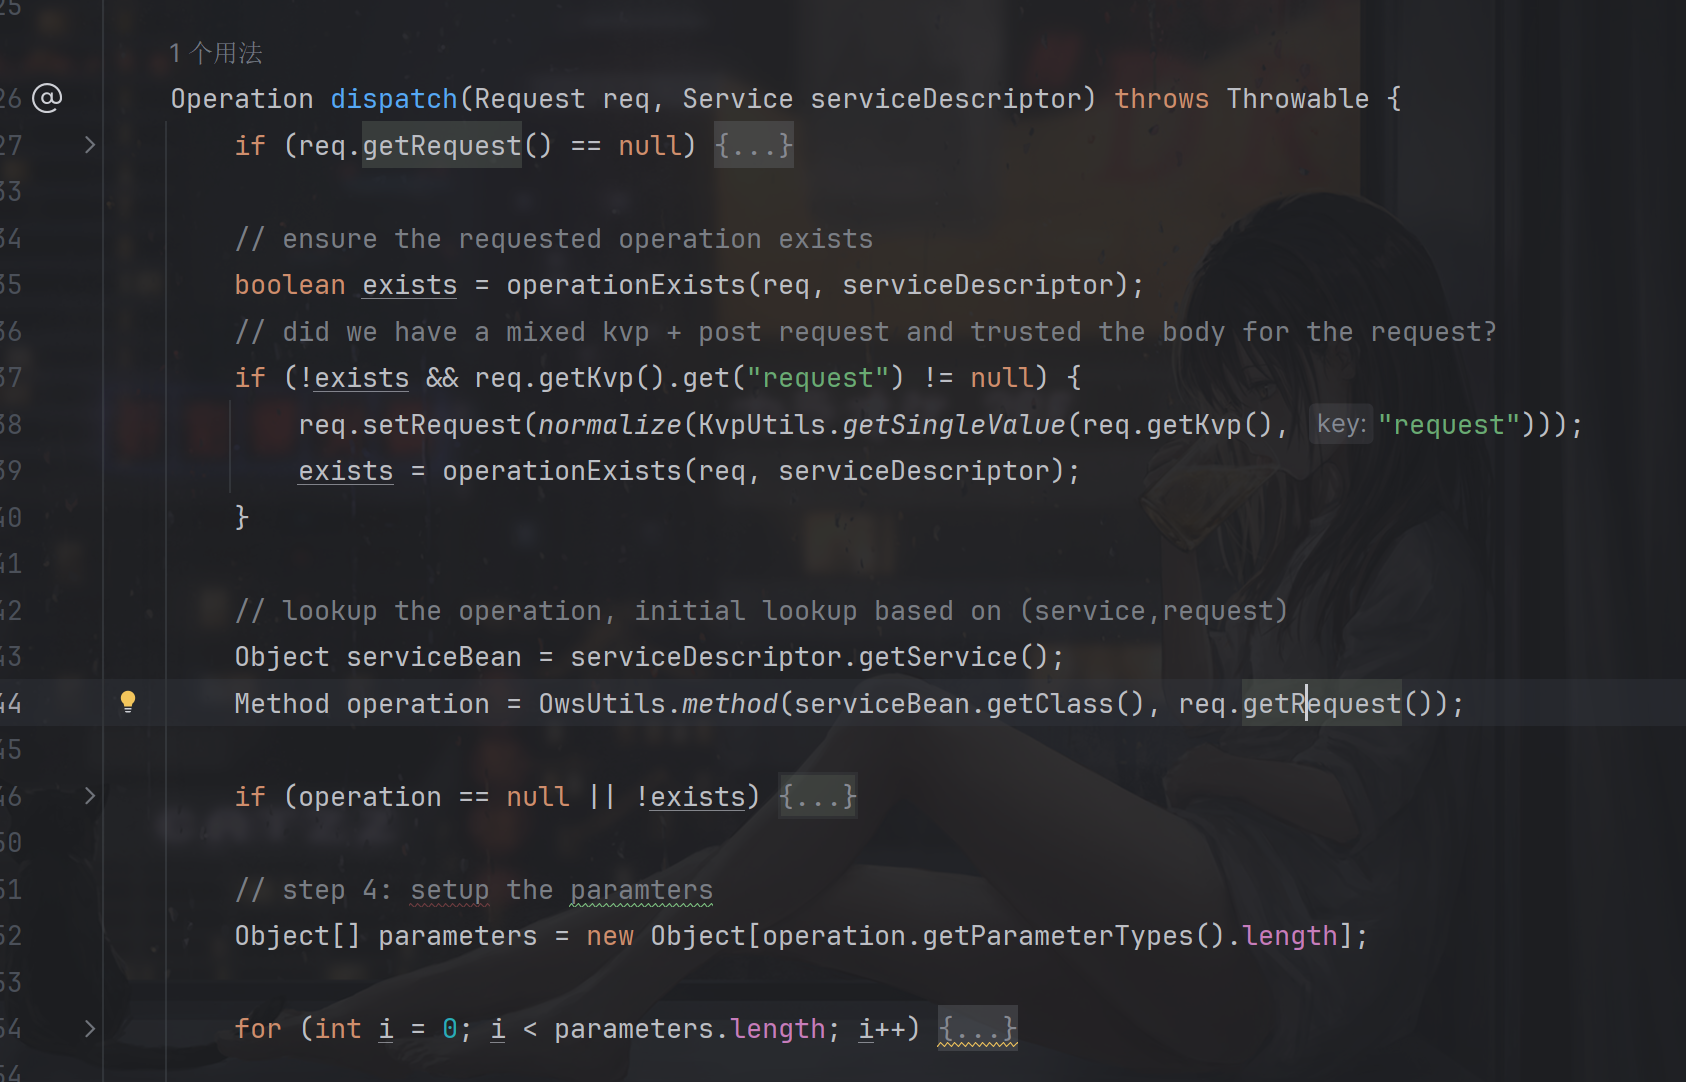 25
1 个用法
26 @ Operation dispatch(Request req, Service serviceDescriptor) throws Throwable {
27 if (req.getRequest() == null) {...}
33
34 // ensure the requested operation exists
35 boolean exists = operationExists(req, serviceDescriptor);
36 // did we have a mixed kvp + post request and trusted the body for the request?
37 if (!exists && req.getKvp().get("request") != null) {
38 req.setRequest(normalize(KvpUtils.getSingleValue(req.getKvp(), key: "request")));
39 exists = operationExists(req, serviceDescriptor);
40 }
41
42 // lookup the operation, initial lookup based on (service,request)
43 Object serviceBean = serviceDescriptor.getService();
44 Method operation = OwsUtils.method(serviceBean.getClass(), req.getRequest());
45
46 if (operation == null || !exists) {...}
50
51 // step 4: setup the paramters
52 Object[] parameters = new Object[operation.getParameterTypes().length];
53
54 for (int i = 0; i < parameters.length; i++) {...}